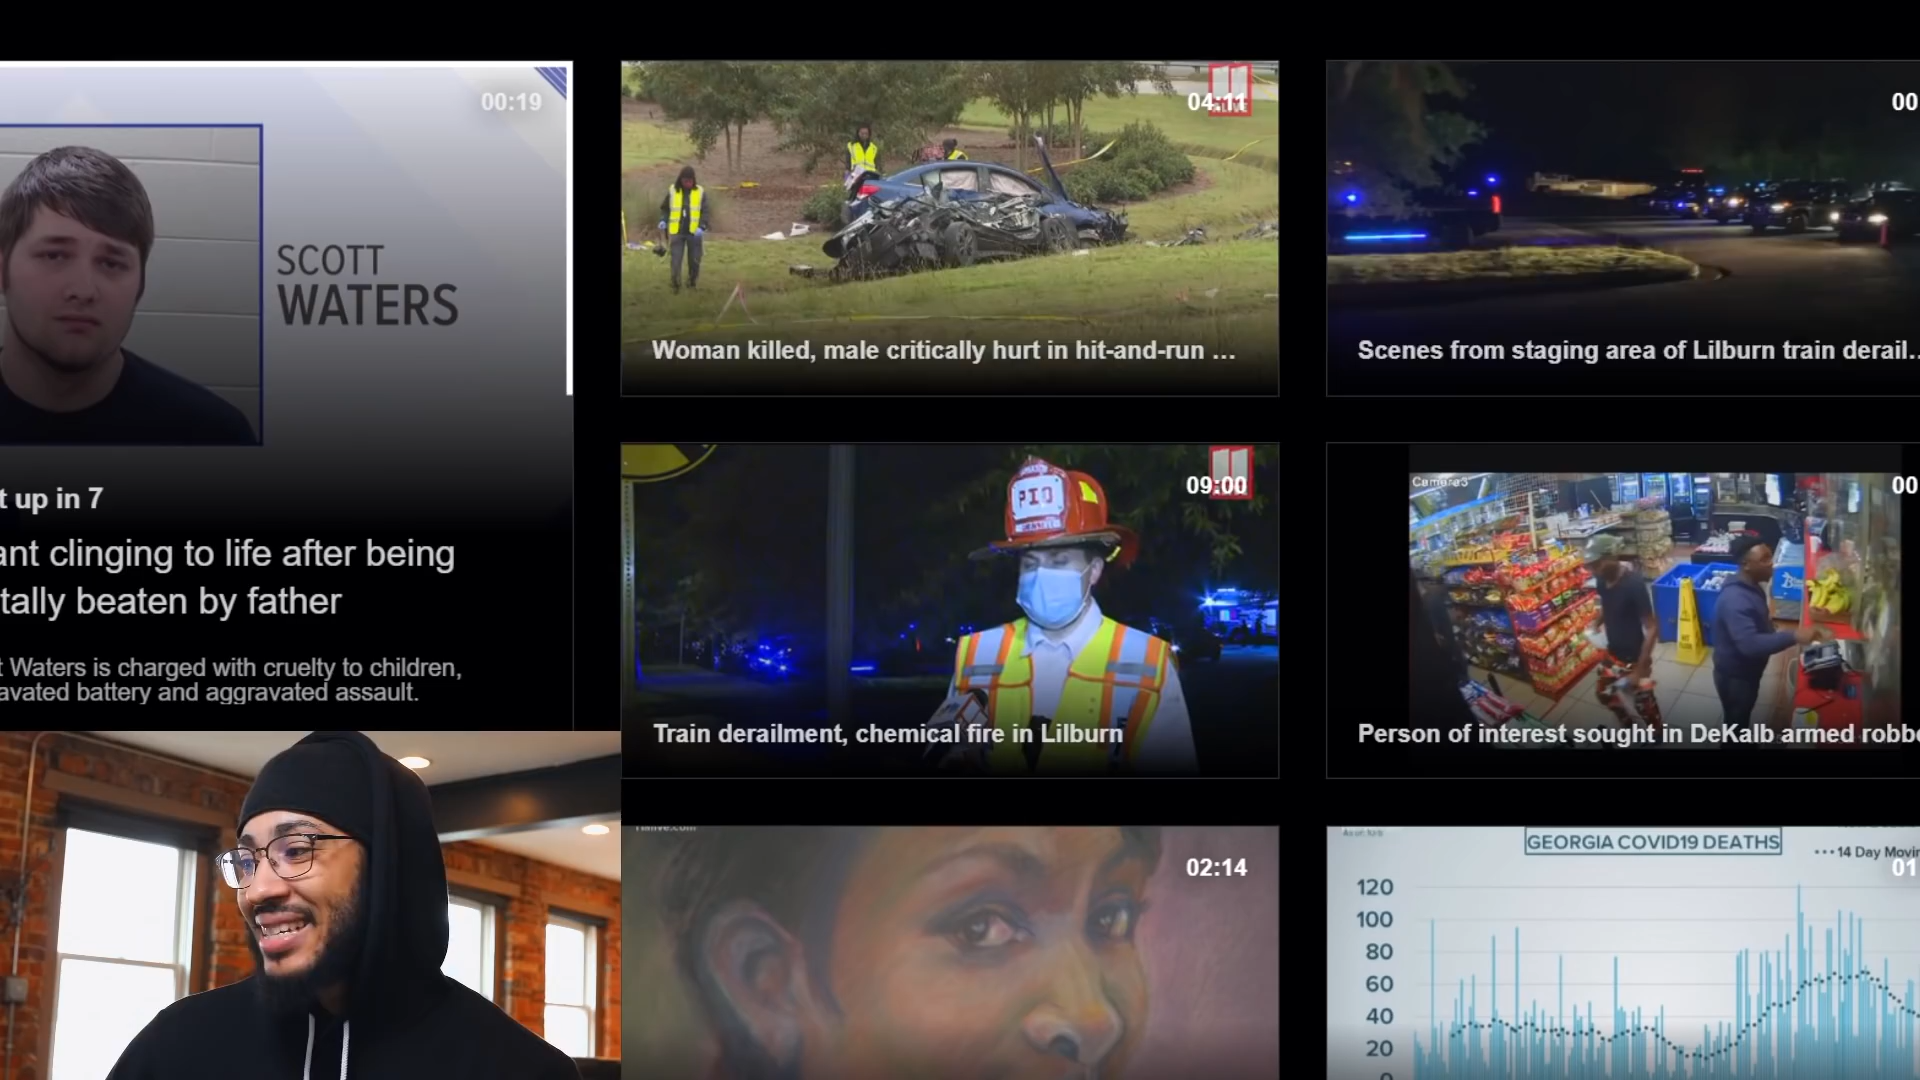 00:19
SCOTT
WATERS
t up in 7
ant clinging to life after being
tally beaten by father
t Waters is charged with cruelty to children,
avated battery and aggravated assault.
04:11
Woman killed, male critically hurt in hit-and-run ...
00
Scenes from staging area of Lilburn train derail..
PIO
09:00
Train derailment, chemical fire in Lilburn
Camera3
00
Person of interest sought in DeKalb armed robb
11alive.com
02:14
GEORGIA COVID19 DEATHS
14 Day Movin
01
120
100
80
60
40
20
0